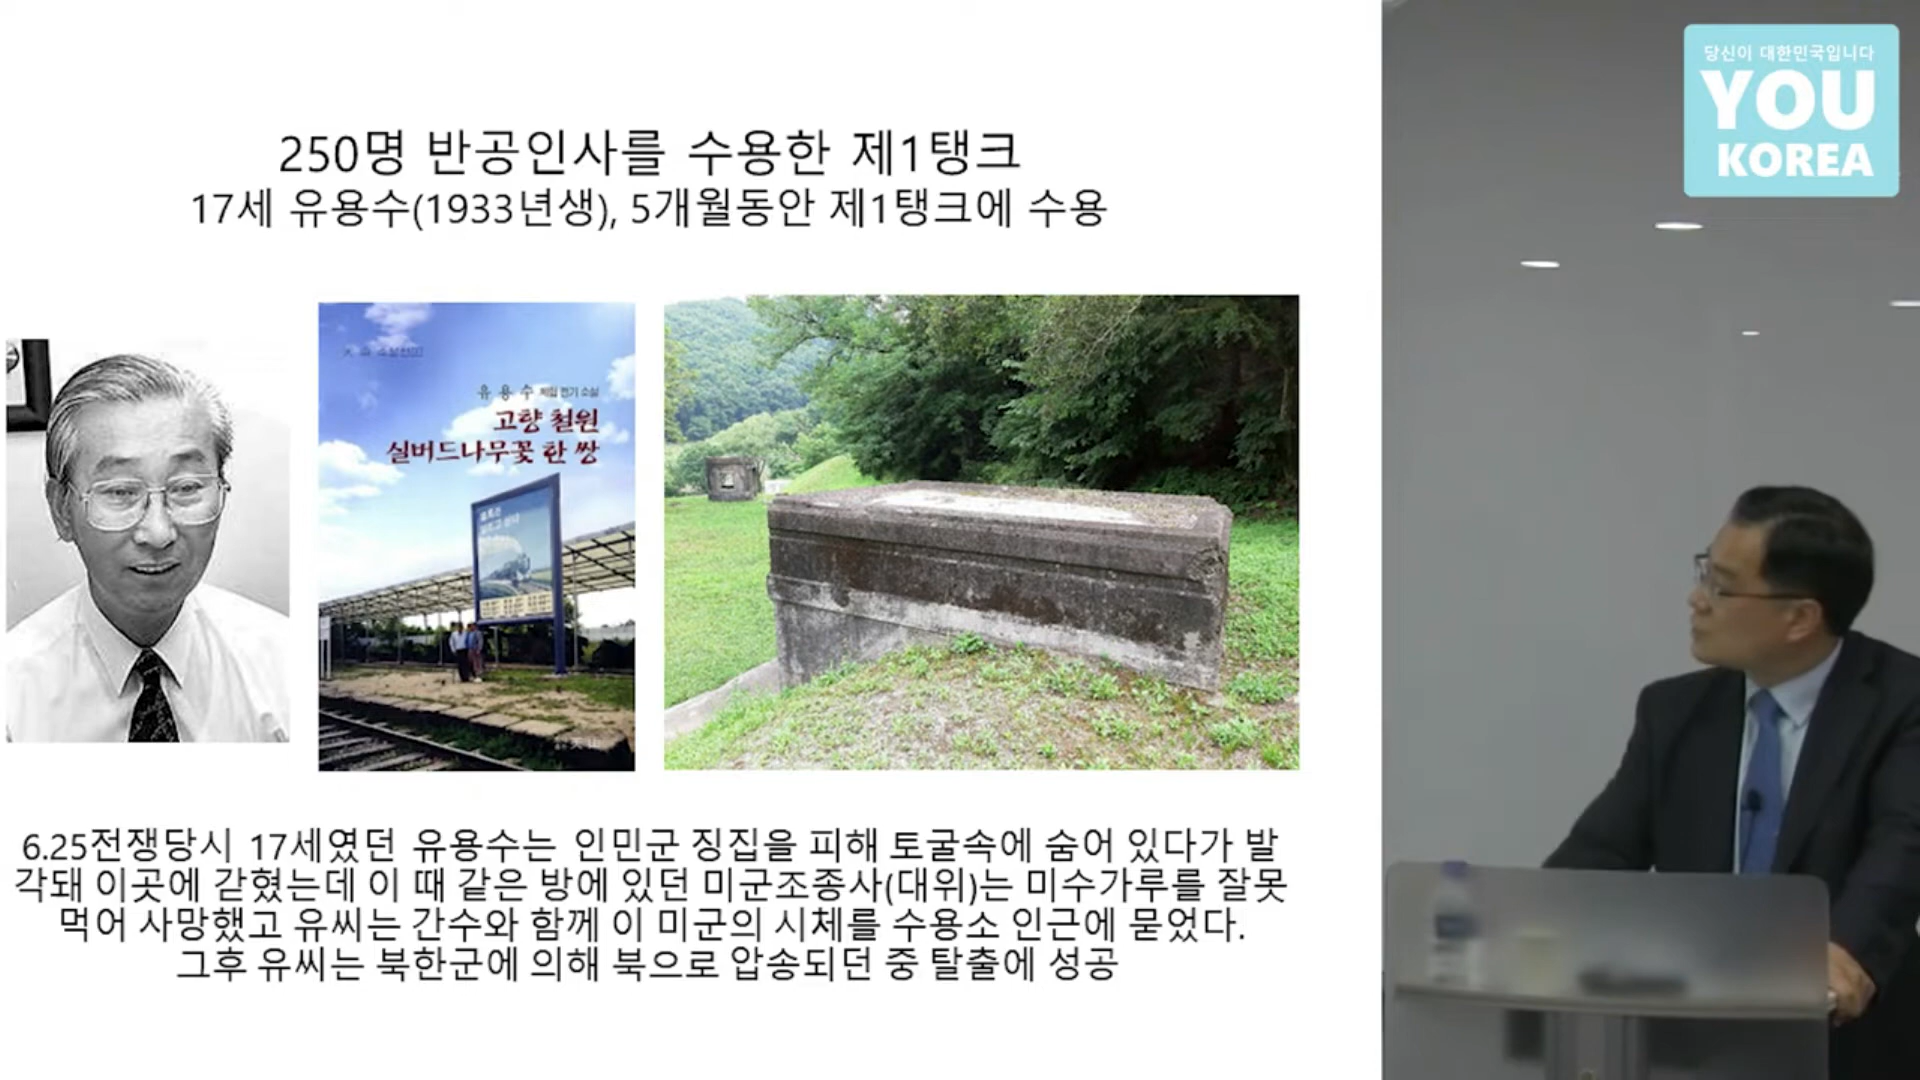 250명 반공인사를 수용한 제1탱크
17세 유용수(1933년생), 5개월동안 제1탱크에 수용
유용수
고향 철원
실버드나무꽃 한 쌍
6.25전쟁당시 17세였던 유용수는 인민군 징집을 피해 토굴속에 숨어 있다가 발
각돼 이곳에 갇혔는데 이 때 같은 방에 있던 미군조종사(대위)는 미수가루를 잘못
먹어 사망했고 유씨는 간수와 함께 이 미군의 시체를 수용소 인근에 묻었다.
그후 유씨는 북한군에 의해 북으로 압송되던 중 탈출에 성공
당신이 대한민국입니다
YOU
KOREA